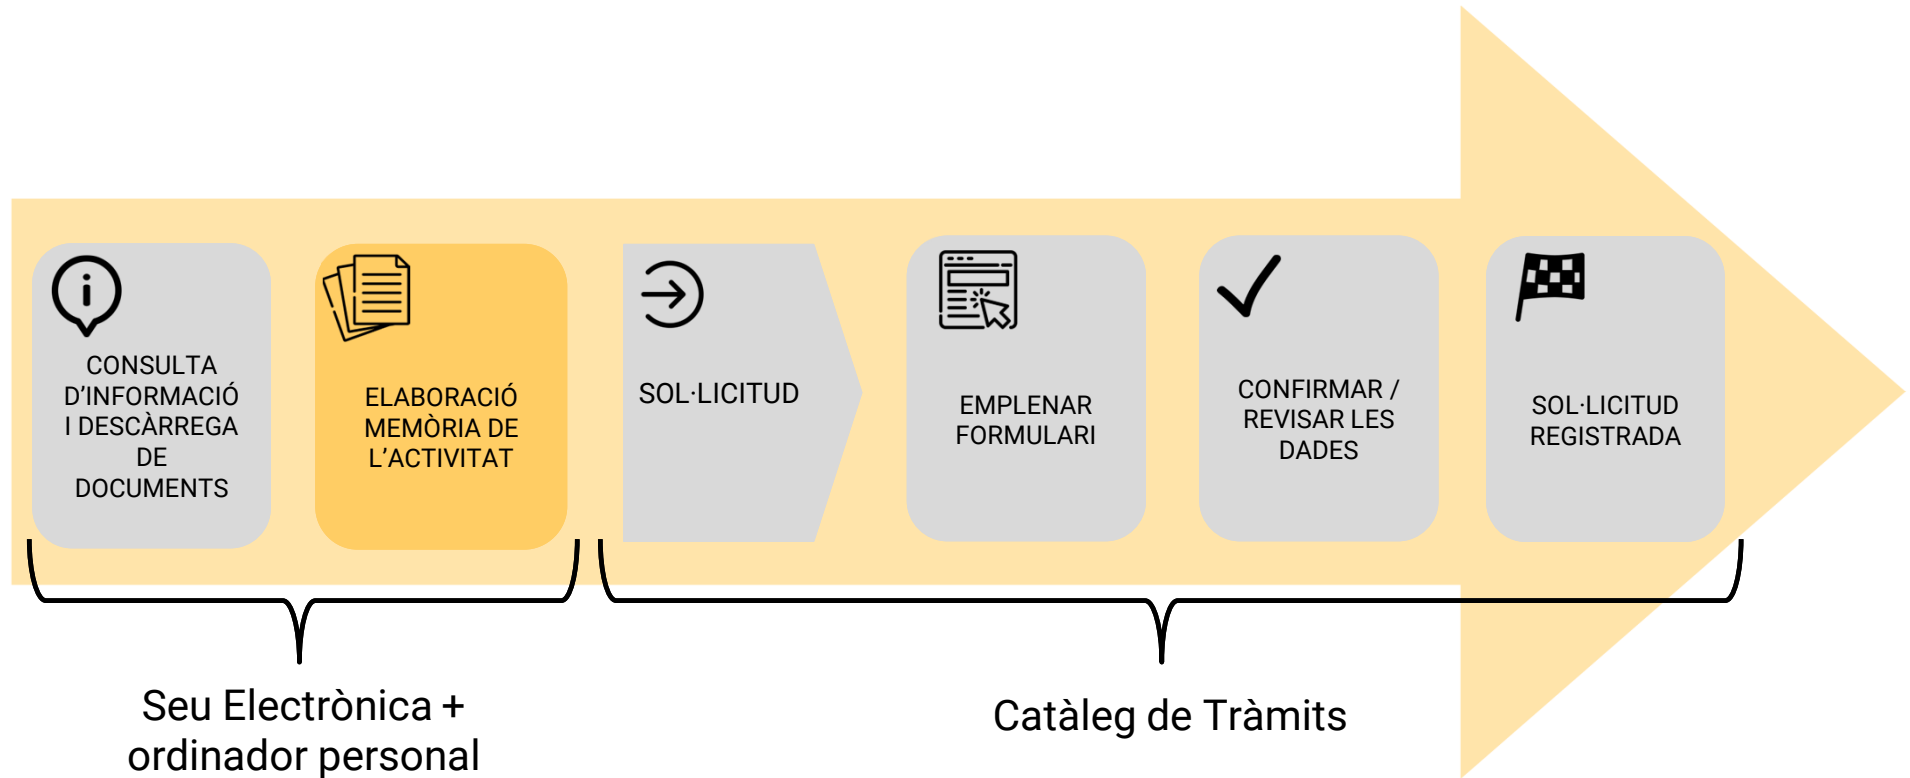 CONSULTA
D’INFORMACIÓ
I DESCÀRREGA
DE
DOCUMENTS
ELABORACIÓ
MEMÒRIA DE
L’ACTIVITAT
SOL·LICITUD
EMPLENAR
FORMULARI
CONFIRMAR /
REVISAR LES
DADES
SOL·LICITUD
REGISTRADA
Seu Electrònica +
ordinador personal
Catàleg de Tràmits